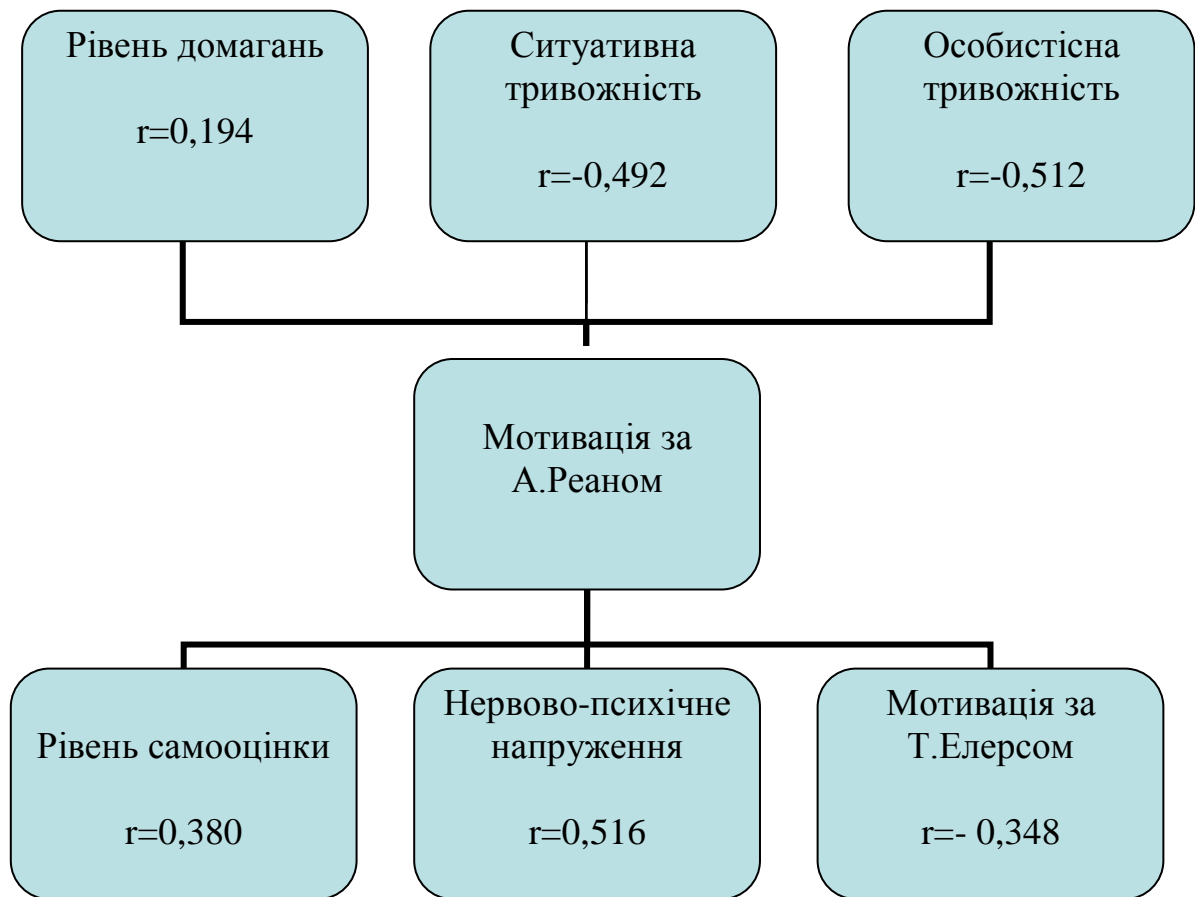 Рівень домагань
r=0,194
Ситуативна
тривожність
r=-0,492
Особистісна
тривожність
r=-0,512
Мотивація за
А.Реаном
Рівень самооцінки
r=0,380
Нервово-психічне
напруження
r=0,516
Мотивація за
Т.Елерсом
r=- 0,348